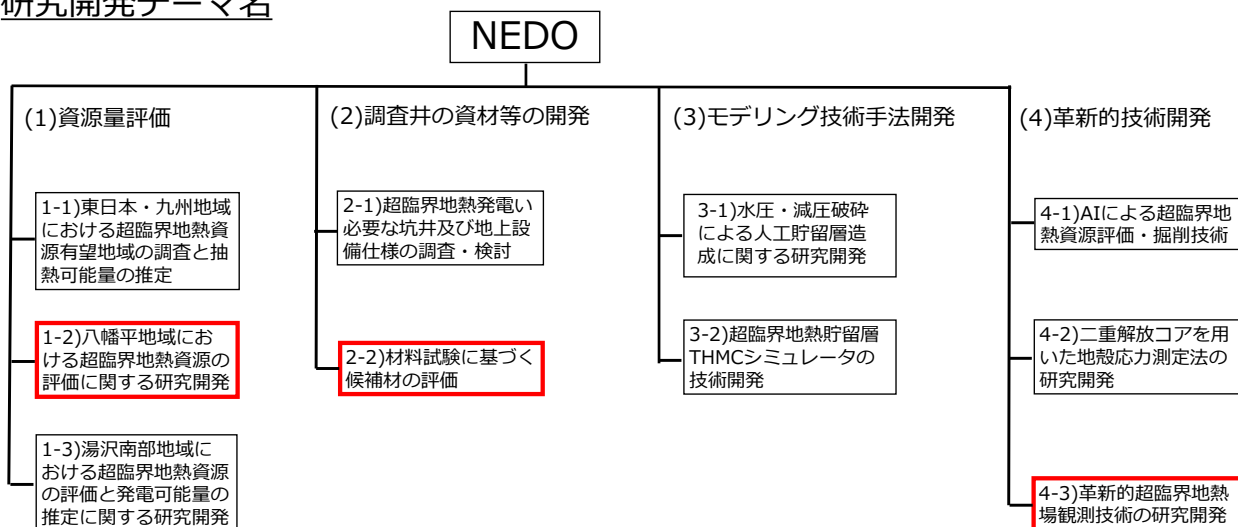 研究開発テーマ名
NEDO
(1)資源量評価
1-1)東日本・九州地域
における超臨界地熱資
源有望地域の調査と抽
熱可能量の推定
1-2)八幡平地域にお
ける超臨界地熱資源の
評価に関する研究開発
1-3)湯沢南部地域に
おける超臨界地熱資源
の評価と発電可能量の
推定に関する研究開発
(2)調査井の資材等の開発
2-1)超臨界地熱発電い
必要な坑井及び地上設
備仕様の調査・検討
2-2)材料試験に基づく
候補材の評価
(3)モデリング技術手法開発
3-1)水圧・減圧破砕
による人工貯留層造
成に関する研究開発
3-2)超臨界地熱貯留層
THMCシミュレータの
技術開発
(4)革新的技術開発
4-1)AIによる超臨界地
熱資源評価・掘削技術
4-2)二重解放コアを用
いた地殻応力測定法の
研究開発
4-3)革新的超臨界地熱
場観測技術の研究開発